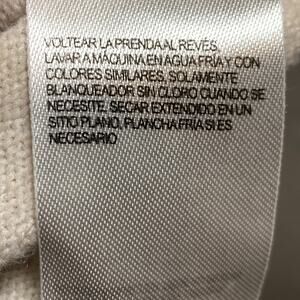 VOLTEAR LA PRENDA AL REVÉS,
LAVAR A MÁQUINA EN AGUA FRÍA Y CON
COLORES SIMILARES. SOLAMENTE
BLANQUEADOR SIN CLORO CUANDO SE
NECESITE. SECAR EXTENDIDO EN UN
SITIO PLANO. PLANCHA FRÍA SI ES
NECESARIO